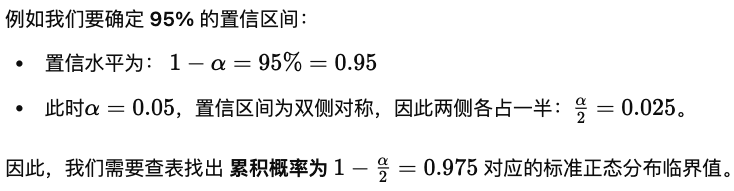 例如我们要确定 95% 的置信区间：
• 置信水平为： 1 − α = 95% = 0.95
• 此时α = 0.05，置信区间为双侧对称，因此两侧各占一半：α/2 = 0.025。
因此，我们需要查表找出 累积概率为 1 − α/2 = 0.975 对应的标准正态分布临界值。